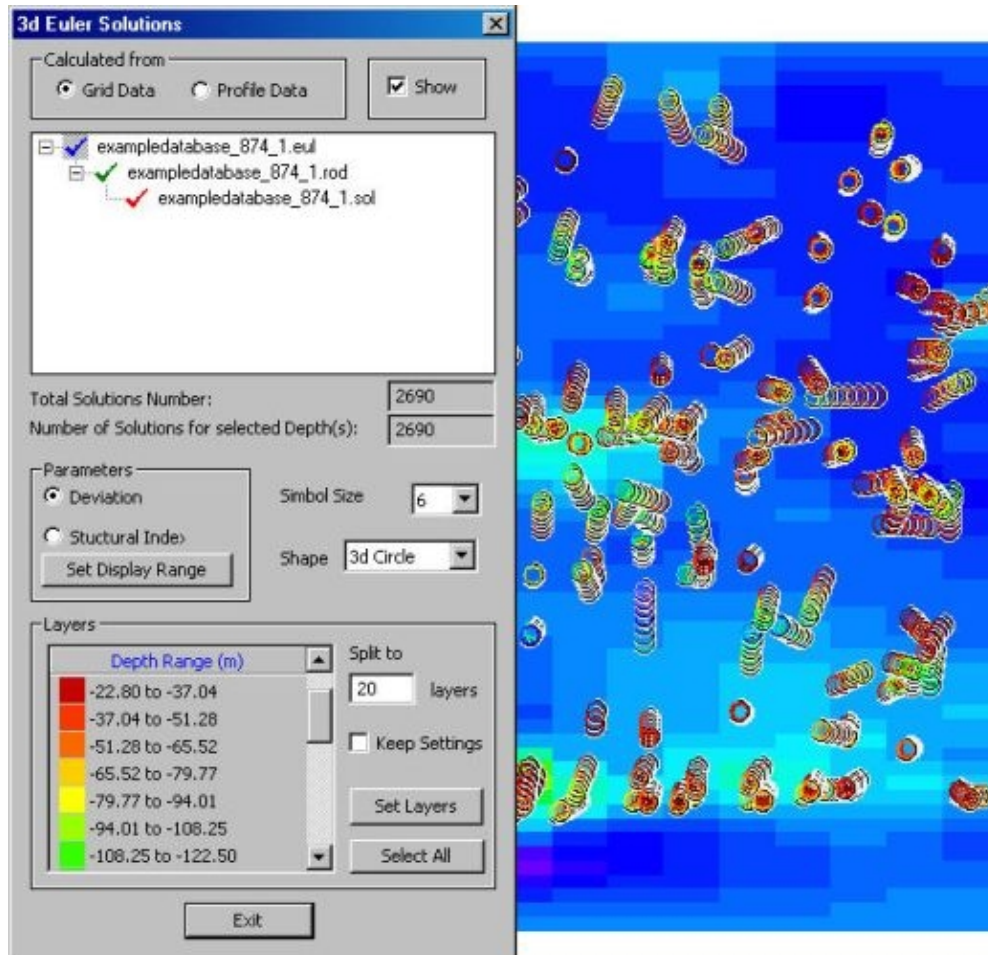 3d Euler Solutions
Calculated from
Grid Data
Profile Data
Show
exampledatabase_874_1.eul
exampledatabase_874_1.rod
exampledatabase_874_1.sol
Total Solutions Number:
2690
Number of Solutions for selected Depth(s):
2690
Parameters
Deviation
Stuctural Inde
Set Display Range
Simbol Size
6
Shape
3d Circle
Layers
Depth Range (m)
-22.80 to -37.04
-37.04 to -51.28
-51.28 to -65.52
-65.52 to -79.77
-79.77 to -94.01
-94.01 to -108.25
-108.25 to -122.50
Split to
20
layers
Keep Settings
Set Layers
Select All
Exit